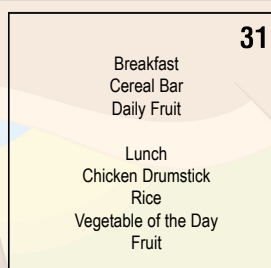 31
Breakfast
Cereal Bar
Daily Fruit
Lunch
Chicken Drumstick
Rice
Vegetable of the Day
Fruit